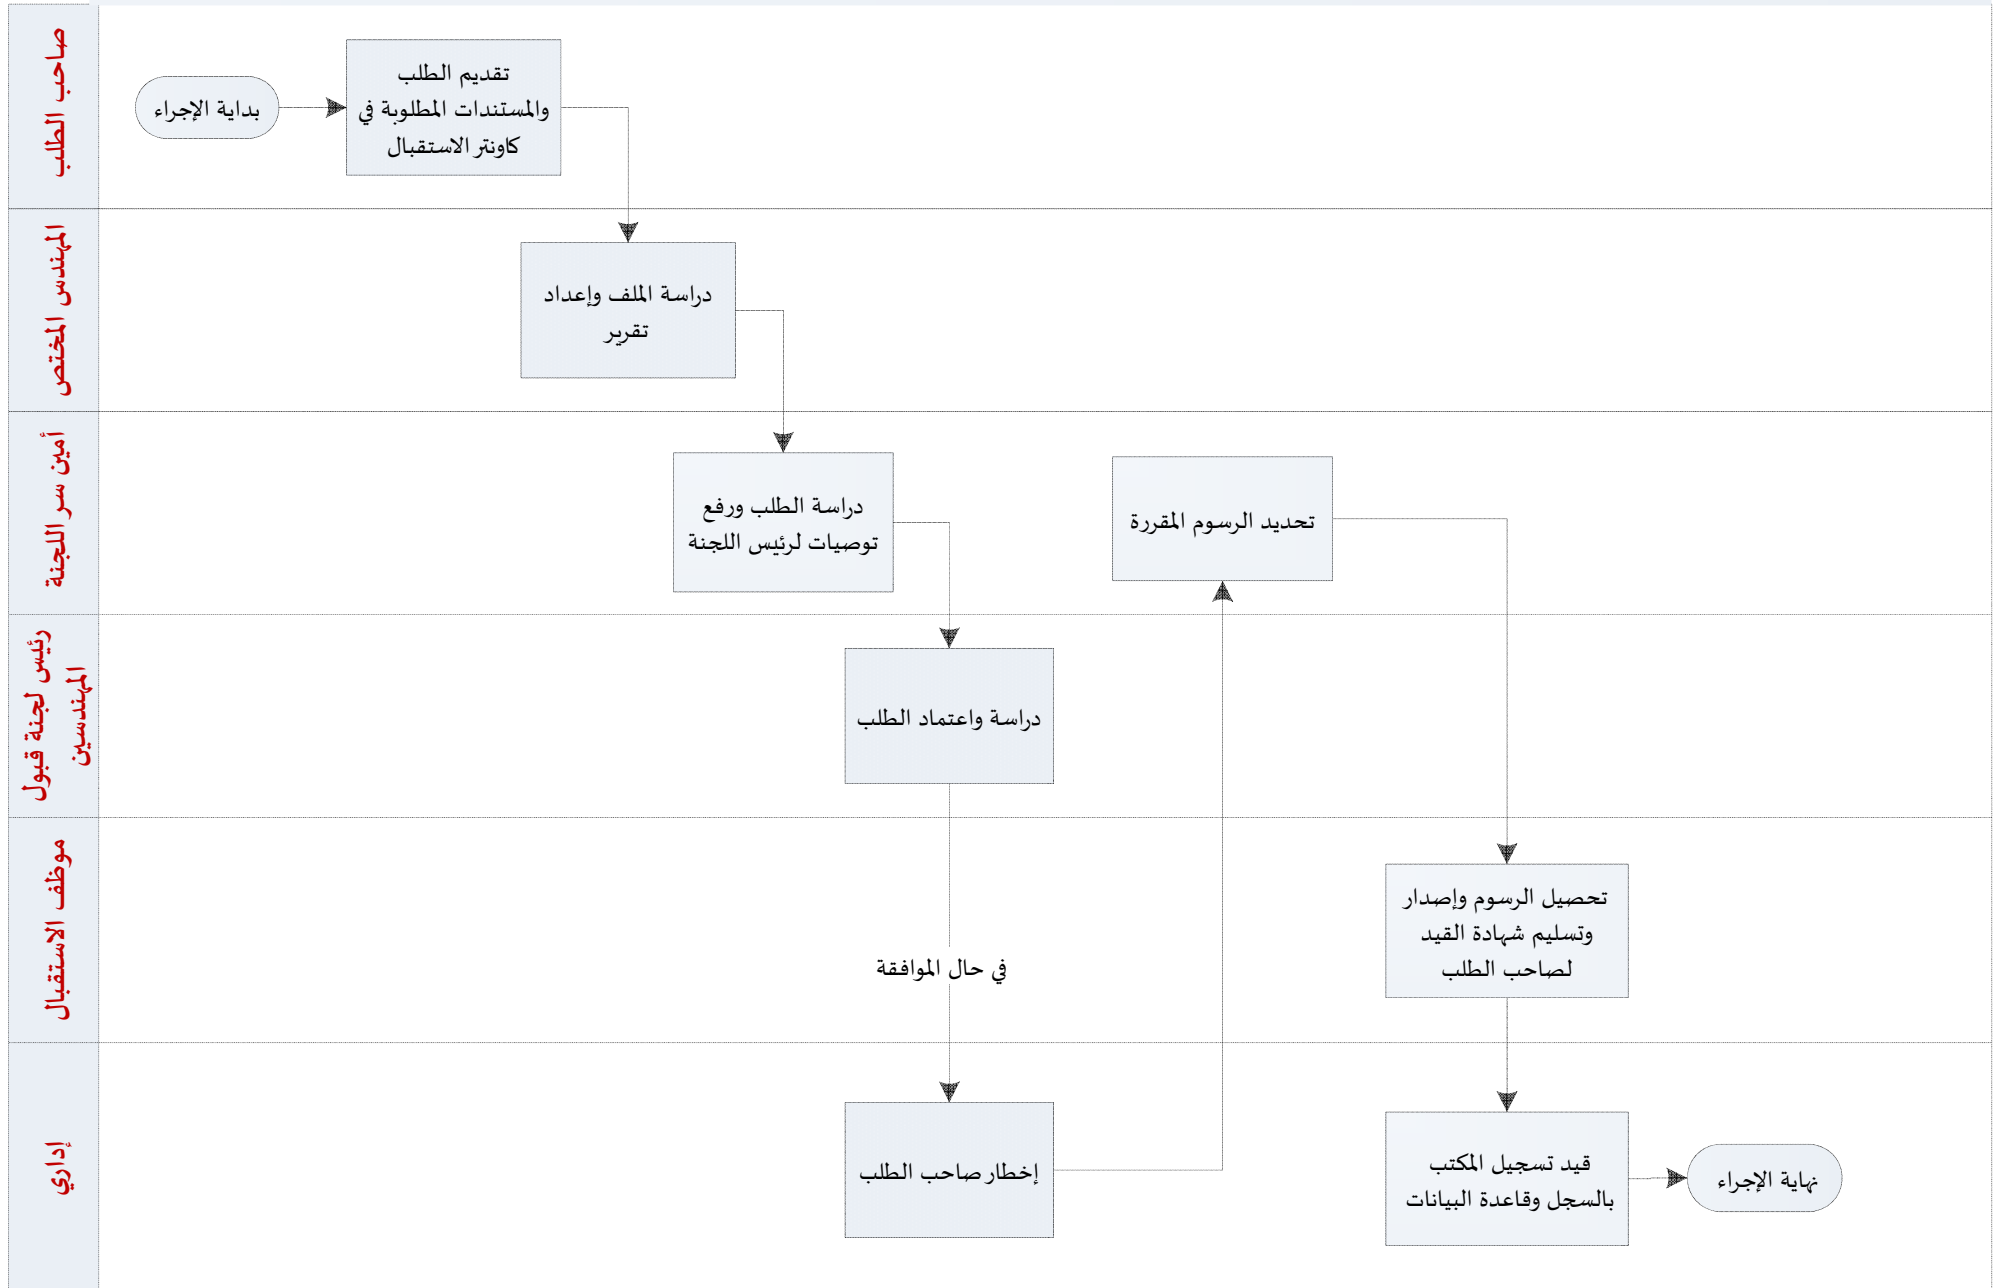 صاحب الطلب
بداية الإجراء
تقديم الطلب
والمستندات المطلوبة في
كاونتر الاستقبال
المهندس المختص
دراسة الملف وإعداد
تقرير
أمين سر اللجنة
دراسة الطلب ورفع
توصيات لرئيس اللجنة
تحديد الرسوم المقررة
رئيس لجنة قبول
المهندسين
دراسة واعتماد الطلب
موظف الاستقبال
في حال الموافقة
تحصيل الرسوم وإصدار
وتسليم شهادة القيد
لصاحب الطلب
إداري
إخطار صاحب الطلب
قيد تسجيل المكتب
بالسجل وقاعدة البيانات
نهاية الإجراء